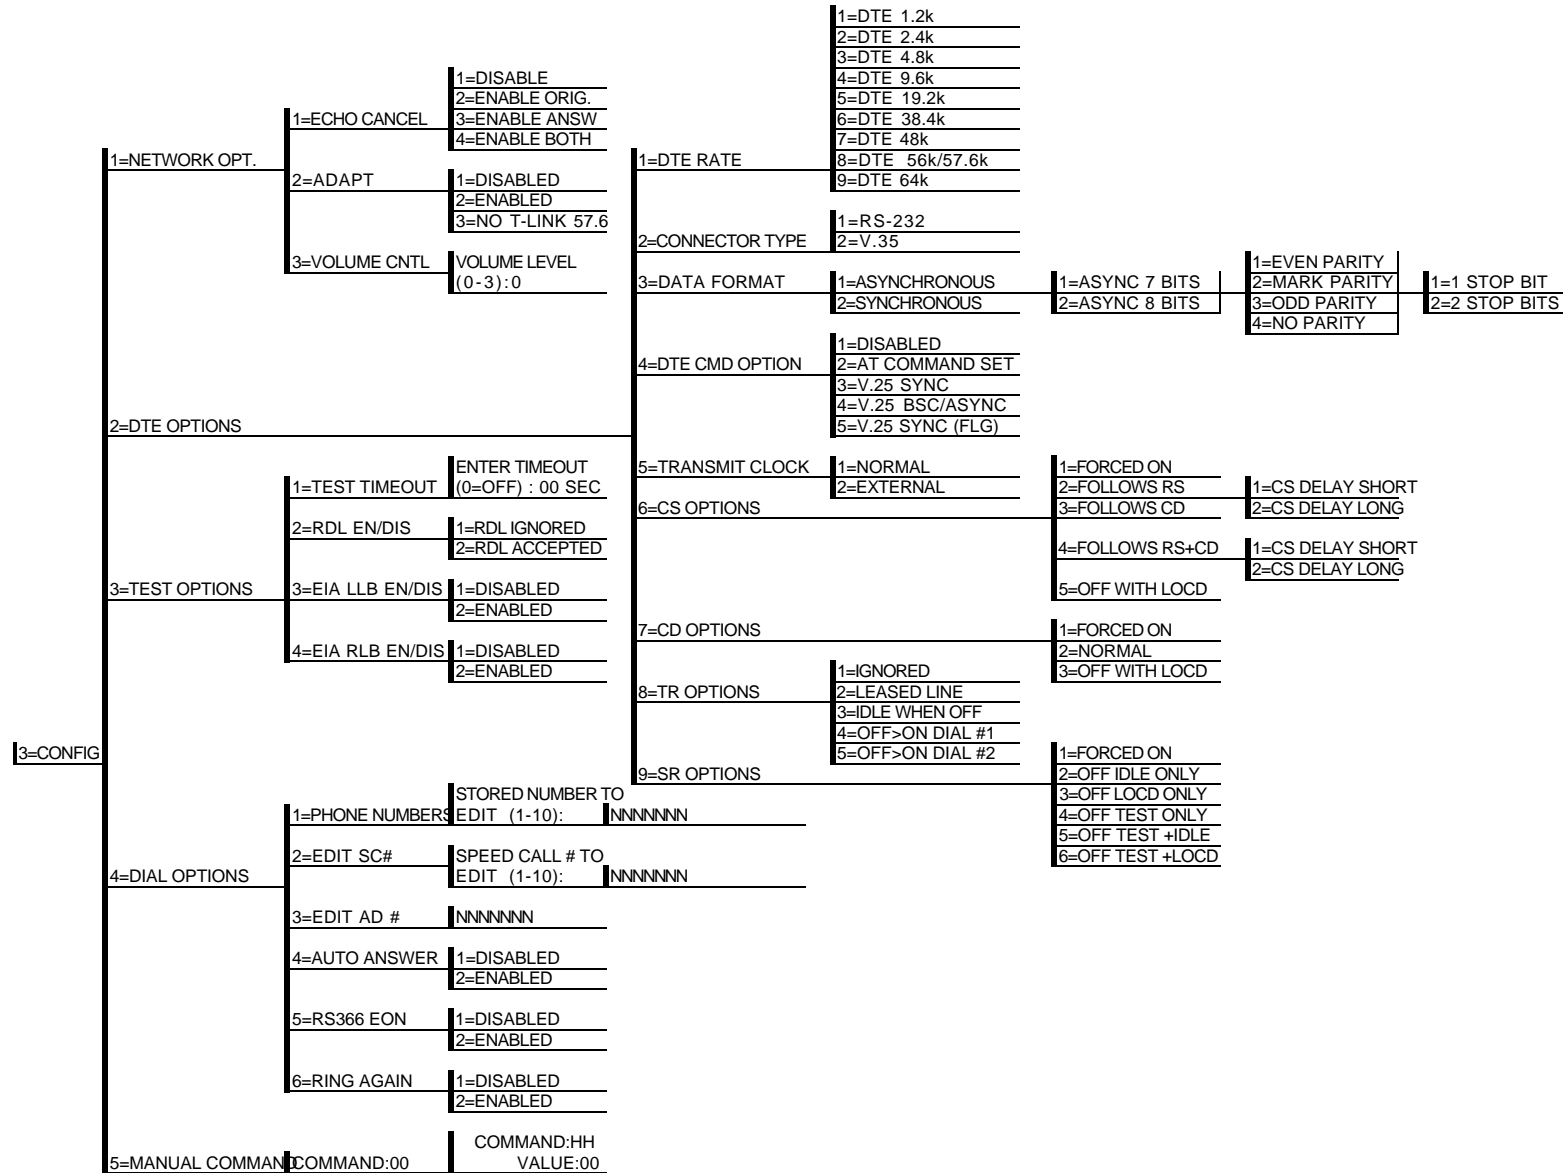 3=CONFIG
1=NETWORK OPT.
1=ECHO CANCEL
1=DISABLE
2=ENABLE ORIG.
3=ENABLE ANSW
4=ENABLE BOTH
2=ADAPT
1=DISABLED
2=ENABLED
3=NO T-LINK 57.6
3=VOLUME CNTL
VOLUME LEVEL
(0-3):0
2=DTE OPTIONS
1=DTE RATE
1=DTE 1.2k
2=DTE 2.4k
3=DTE 4.8k
4=DTE 9.6k
5=DTE 19.2k
6=DTE 38.4k
7=DTE 48k
8=DTE 56k/57.6k
9=DTE 64k
2=CONNECTOR TYPE
1=RS-232
2=V.35
3=DATA FORMAT
1=ASYNCHRONOUS
2=SYNCHRONOUS
1=ASYNC 7 BITS
2=ASYNC 8 BITS
1=EVEN PARITY
2=MARK PARITY
3=ODD PARITY
4=NO PARITY
1=1 STOP BIT
2=2 STOP BITS
4=DTE CMD OPTION
1=DISABLED
2=AT COMMAND SET
3=V.25 SYNC
4=V.25 BSC/ASYNC
5=V.25 SYNC (FLG)
5=TRANSMIT CLOCK
1=NORMAL
2=EXTERNAL
6=CS OPTIONS
1=FORCED ON
2=FOLLOWS RS
1=CS DELAY SHORT
2=CS DELAY LONG
3=FOLLOWS CD
4=FOLLOWS RS+CD
1=CS DELAY SHORT
2=CS DELAY LONG
5=OFF WITH LOCD
7=CD OPTIONS
1=FORCED ON
2=NORMAL
3=OFF WITH LOCD
8=TR OPTIONS
1=IGNORED
2=LEASED LINE
3=IDLE WHEN OFF
4=OFF>ON DIAL #1
5=OFF>ON DIAL #2
9=SR OPTIONS
1=FORCED ON
2=OFF IDLE ONLY
3=OFF LOCD ONLY
4=OFF TEST ONLY
5=OFF TEST +IDLE
6=OFF TEST +LOCD
3=TEST OPTIONS
1=TEST TIMEOUT
ENTER TIMEOUT
(0=OFF) : 00 SEC
2=RDL EN/DIS
1=RDL IGNORED
2=RDL ACCEPTED
3=EIA LLB EN/DIS
1=DISABLED
2=ENABLED
4=EIA RLB EN/DIS
1=DISABLED
2=ENABLED
4=DIAL OPTIONS
1=PHONE NUMBERS
STORED NUMBER TO
EDIT (1-10):
NNNNNNN
2=EDIT SC#
SPEED CALL # TO
EDIT (1-10):
NNNNNNN
3=EDIT AD #
NNNNNNN
4=AUTO ANSWER
1=DISABLED
2=ENABLED
5=RS366 EON
1=DISABLED
2=ENABLED
6=RING AGAIN
1=DISABLED
2=ENABLED
5=MANUAL COMMAND
COMMAND:00
COMMAND:HH
VALUE:00